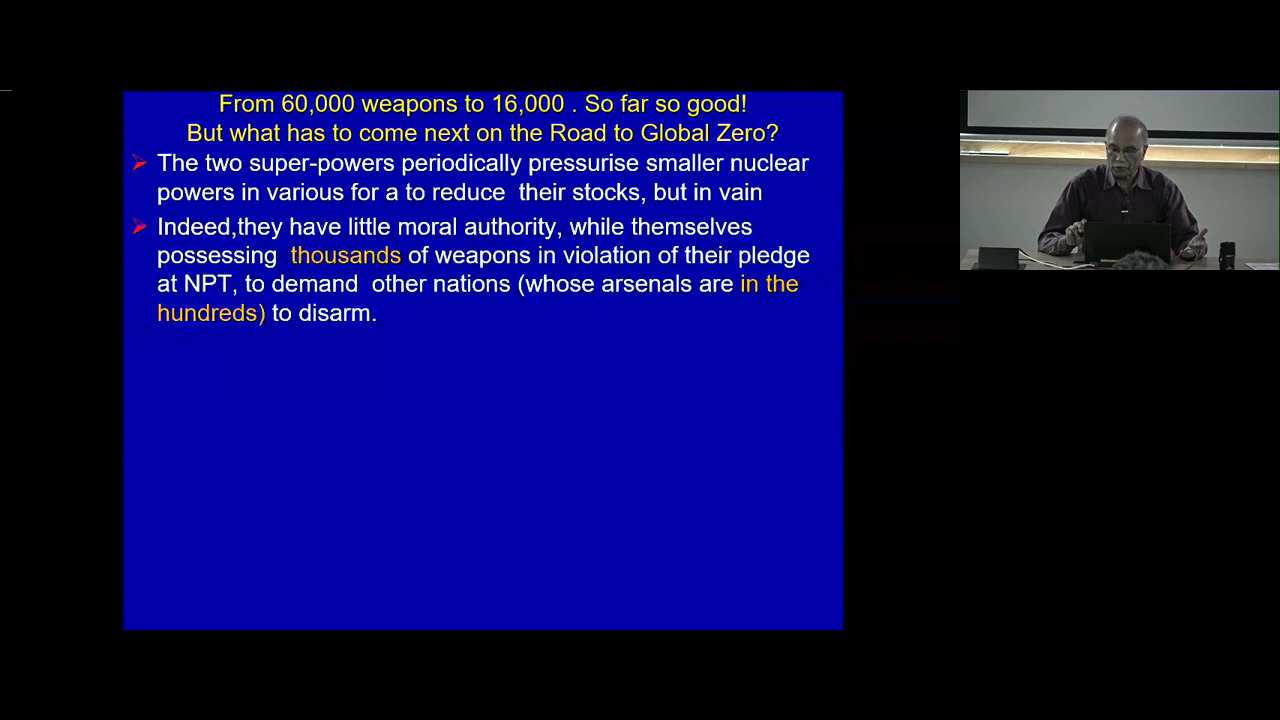 From 60,000 weapons to 16,000 . So far so good!
But what has to come next on the Road to Global Zero?
The two super-powers periodically pressurise smaller nuclear
powers in various for a to reduce  their stocks, but in vain
Indeed,they have little moral authority, while themselves
possessing  thousands of weapons in violation of their pledge
at NPT, to demand  other nations (whose arsenals are in the
hundreds) to disarm.